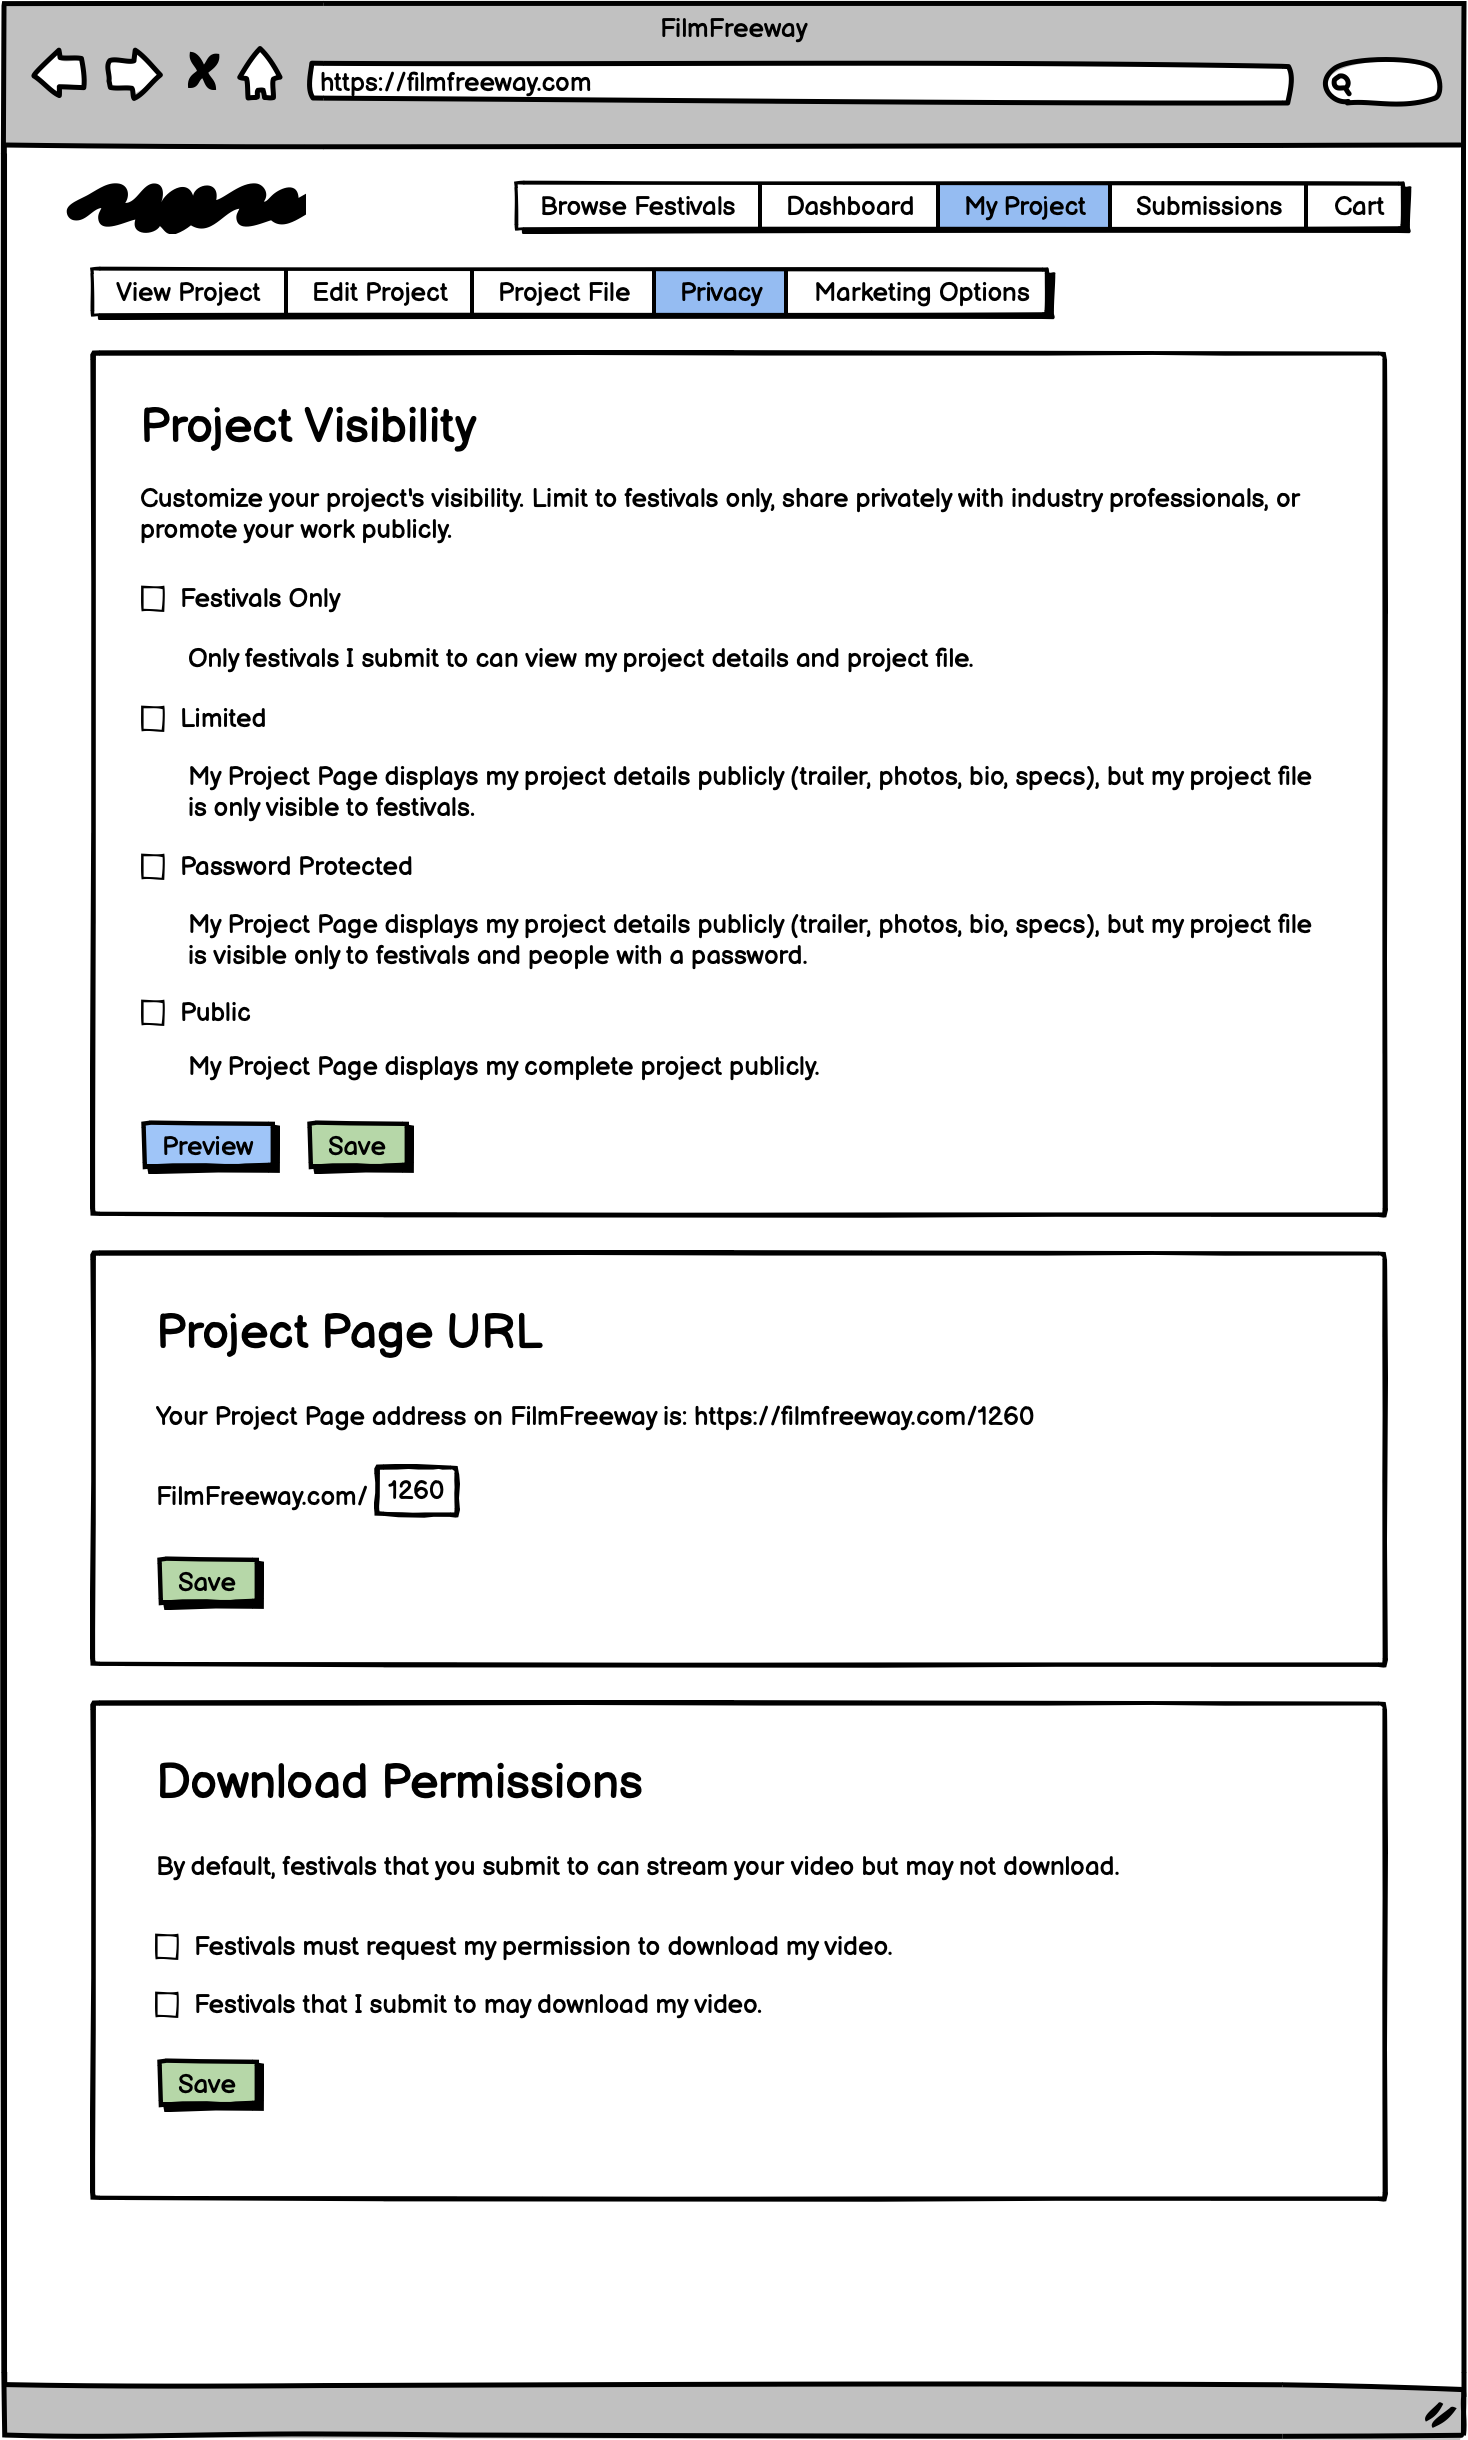 FilmFreeway
https://filmfreeway.com
Browse Festivals Dashboard My Project Submissions Cart
View Project Edit Project Project File Privacy Marketing Options
Project Visibility
Customize your project's visibility. Limit to festivals only, share privately with industry professionals, or
promote your work publicly.
Festivals Only
Only festivals I submit to can view my project details and project file.
Limited
My Project Page displays my project details publicly (trailer, photos, bio, specs), but my project file
is only visible to festivals.
Password Protected
My Project Page displays my project details publicly (trailer, photos, bio, specs), but my project file
is visible only to festivals and people with a password.
Public
My Project Page displays my complete project publicly.
Preview Save
Project Page URL
Your Project Page address on FilmFreeway is: https://filmfreeway.com/1260
FilmFreeway.com/ 1260
Save
Download Permissions
By default, festivals that you submit to can stream your video but may not download.
Festivals must request my permission to download my video.
Festivals that I submit to may download my video.
Save